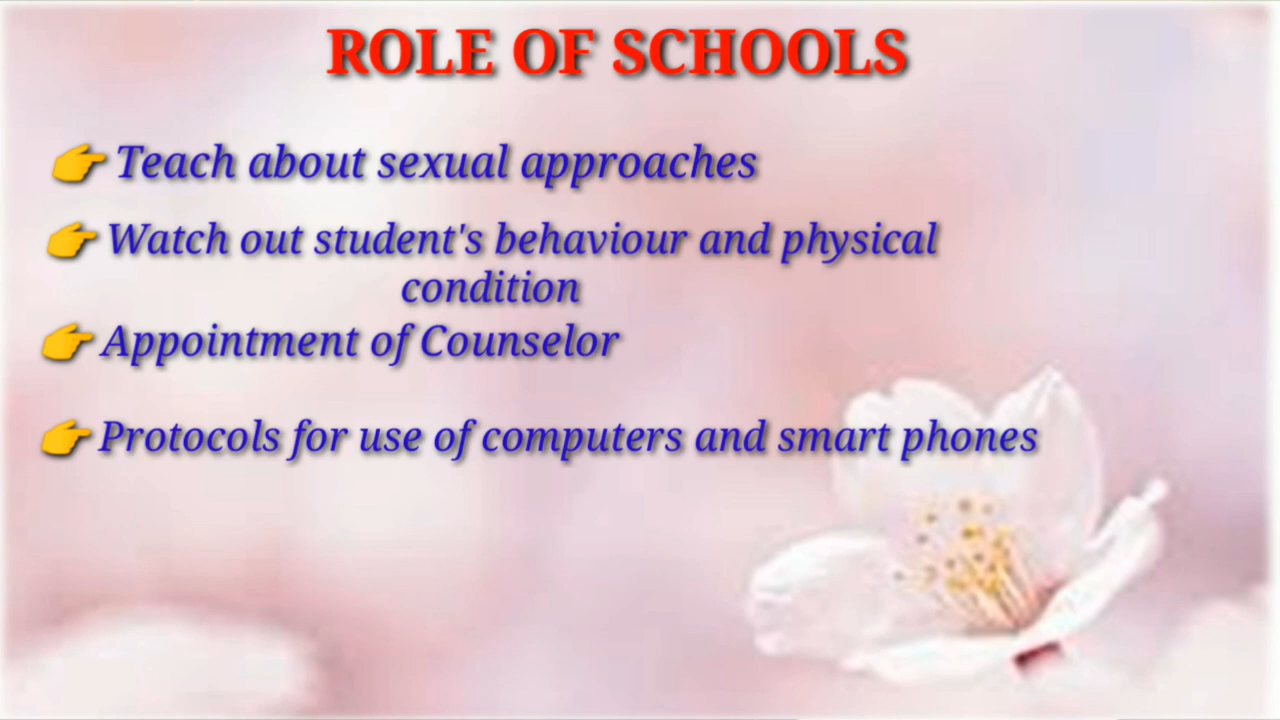 ROLE OF SCHOOLS
👉 Teach about sexual approaches
👉 Watch out student's behaviour and physical
condition
👉 Appointment of Counselor
👉 Protocols for use of computers and smart phones